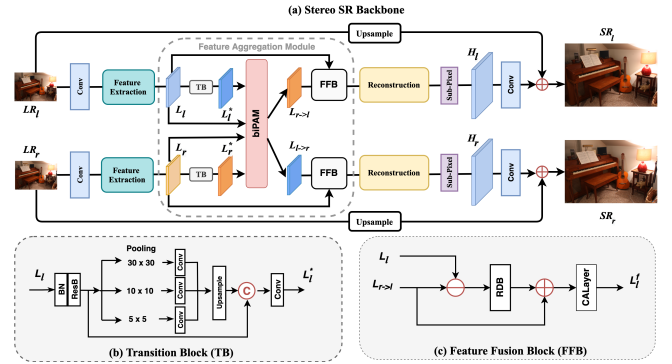 (a) Stereo SR Backbone
Upsample
SR_l
Feature Aggregation Module
H_l
Conv
Feature
Extraction
TB
FFB
Reconstruction
Sub-Pixel
Conv
LR_l
L_l
L_l^*
L_{r->l}
biPAM
L_r
L_r^*
L_{l->r}
H_r
Conv
Feature
Extraction
TB
FFB
Reconstruction
Sub-Pixel
Conv
LR_r
Upsample
SR_r
Pooling
30 x 30
10 x 10
5 x 5
L_l
BN
ResB
Conv
Conv
Conv
Upsample
C
Conv
L_l^*
(b) Transition Block (TB)
L_l
L_{r->l}
RDB
CALayer
L_l^f
(c) Feature Fusion Block (FFB)